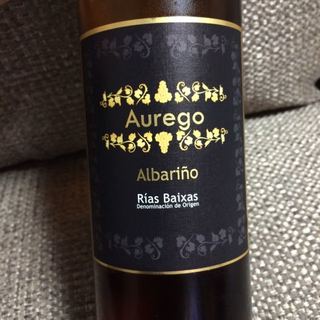 Aurego
Albariño
Rías Baixas
Denominación de Origen